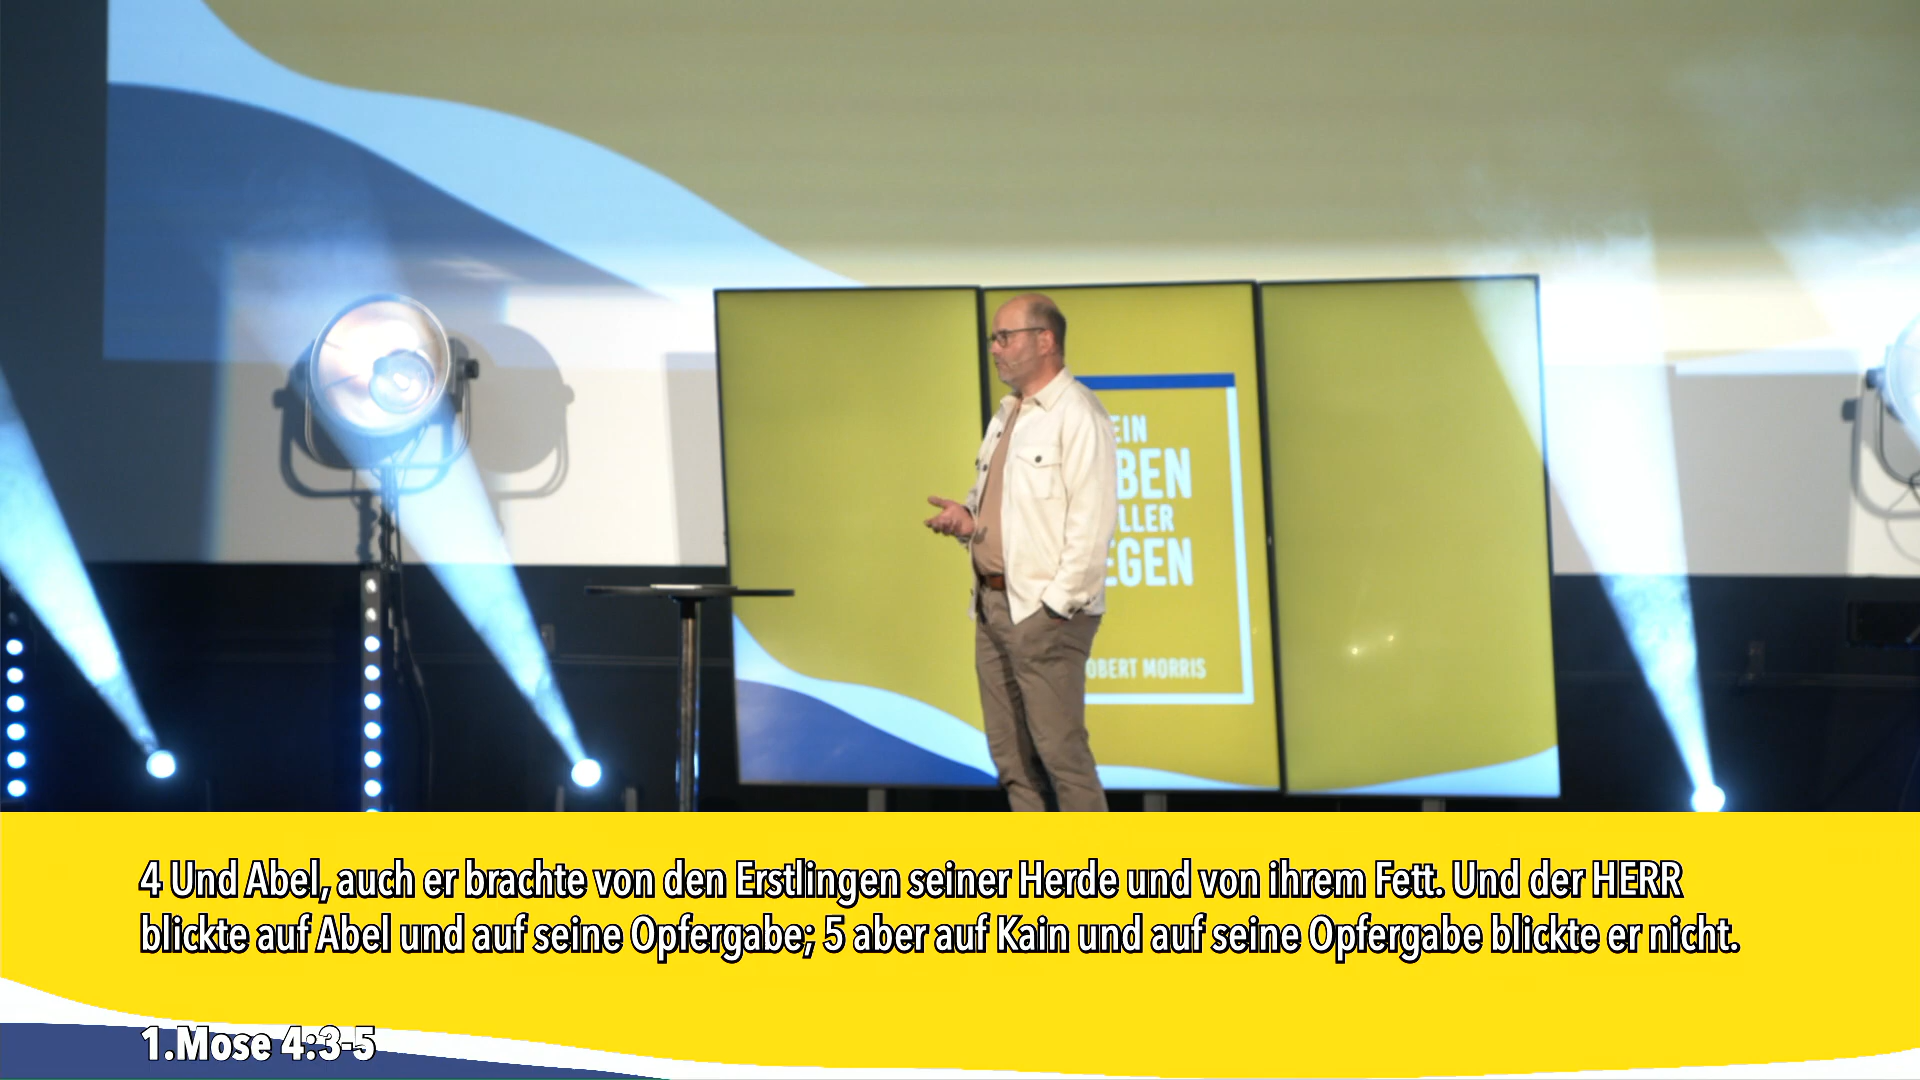 EIN
BEN
LLER
EGEN
OBERT MORRIS
4 Und Abel, auch er brachte von den Erstlingen seiner Herde und von ihrem Fett. Und der HERR
blickte auf Abel und auf seine Opfergabe; 5 aber auf Kain und auf seine Opfergabe blickte er nicht.
1.Mose 4:3-5